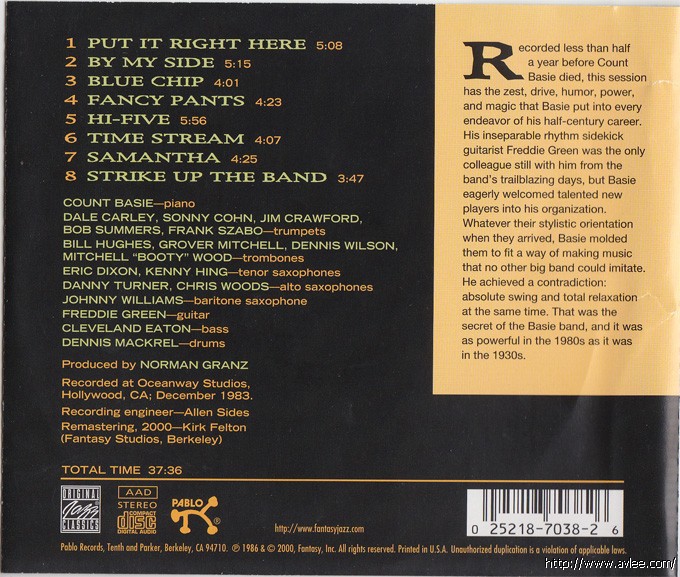 1 PUT IT RIGHT HERE 5:08
2 BY MY SIDE 5:15
3 BLUE CHIP 4:01
4 FANCY PANTS 4:23
5 HI-FIVE 5:56
6 TIME STREAM 4:07
7 SAMANTHA 4:25
8 STRIKE UP THE BAND 3:47
COUNT BASIE—piano
DALE CARLEY, SONNY COHN, JIM CRAWFORD,
BOB SUMMERS, FRANK SZABO—trumpets
BILL HUGHES, GROVER MITCHELL, DENNIS WILSON,
MITCHELL “BOOTY” WOOD—trombones
ERIC DIXON, KENNY HING—tenor saxophones
DANNY TURNER, CHRIS WOODS—alto saxophones
JOHNNY WILLIAMS—baritone saxophone
FREDDIE GREEN—guitar
CLEVELAND EATON—bass
DENNIS MACKREL—drums
Produced by NORMAN GRANZ
Recorded at Oceanway Studios,
Hollywood, CA; December 1983.
Recording engineer—Allen Sides
Remastering, 2000—Kirk Felton
(Fantasy Studios, Berkeley)
TOTAL TIME 37:36
Recorded less than half
a year before Count
Basie died, this session
has the zest, drive, humor, power,
and magic that Basie put into every
endeavor of his half-century career.
His inseparable rhythm sidekick
guitarist Freddie Green was the only
colleague still with him from the
band's trailblazing days, but Basie
eagerly welcomed talented new
players into his organization.
Whatever their stylistic orientation
when they arrived, Basie molded
them to fit a way of making music
that no other big band could imitate.
He achieved a contradiction:
absolute swing and total relaxation
at the same time. That was the
secret of the Basie band, and it was
as powerful in the 1980s as it was
in the 1930s.
ORIGINAL
JAZZ
CLASSICS
AAD
STEREO
COMPACT
disc
DIGITAL AUDIO
PABLO
®
http://www.fantasyjazz.com
0 25218-7038-2 6
Pablo Records, Tenth and Parker, Berkeley, CA 94710. ℗ 1986 & © 2000, Fantasy, Inc. All rights reserved. Printed in U.S.A. Unauthorized duplication is a violation of applicable laws.
http://www.avlee.com/